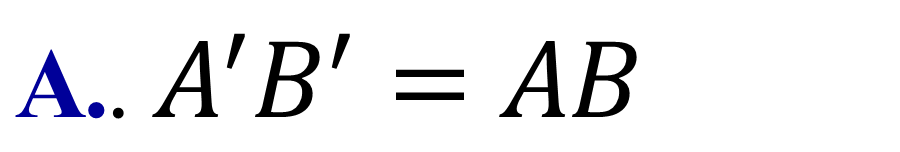 A.. A′B′ = AB